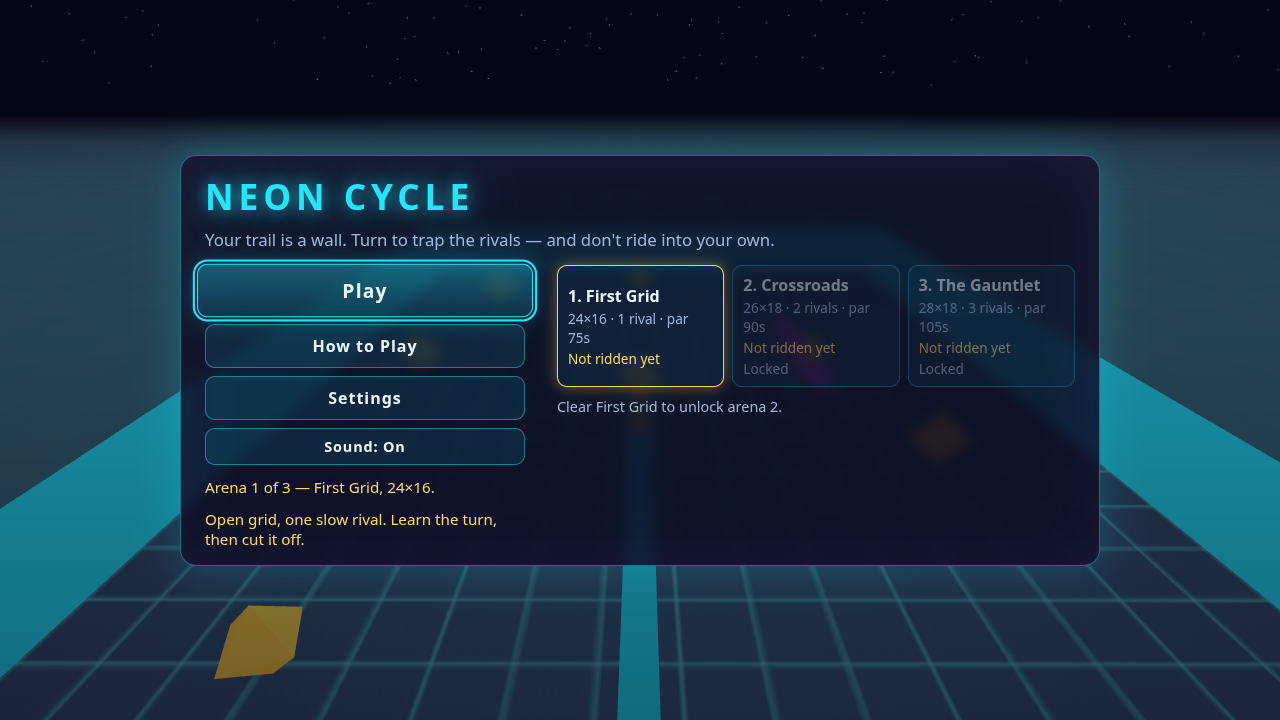 NEON CYCLE
Your trail is a wall. Turn to trap the rivals — and don't ride into your own.
Play
How to Play
Settings
Sound: On
Arena 1 of 3 — First Grid, 24×16.
Open grid, one slow rival. Learn the turn,
then cut it off.
1. First Grid
24×16 · 1 rival · par
75s
Not ridden yet
2. Crossroads
26×18 · 2 rivals · par
90s
Not ridden yet
Locked
3. The Gauntlet
28×18 · 3 rivals · par
105s
Not ridden yet
Locked
Clear First Grid to unlock arena 2.